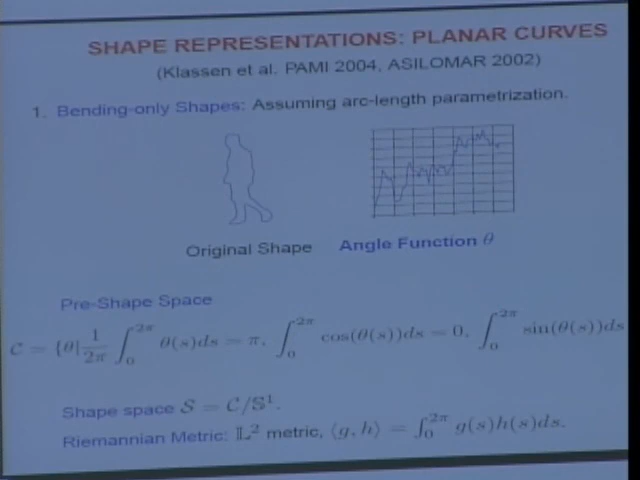 SHAPE REPRESENTATIONS: PLANAR CURVES
(Klassen et al. PAMI 2004, ASILOMAR 2002)
1. Bending-only Shapes: Assuming arc-length parametrization.
Original Shape
Angle Function θ
Pre-Shape Space
C = {θ| 1/2π ∫₀^2π θ(s)ds = π, ∫₀^2π cos(θ(s))ds = 0, ∫₀^2π sin(θ(s))ds
Shape space S = C/S¹.
Riemannian Metric: L² metric, ⟨g, h⟩ = ∫₀^2π g(s)h(s)ds.